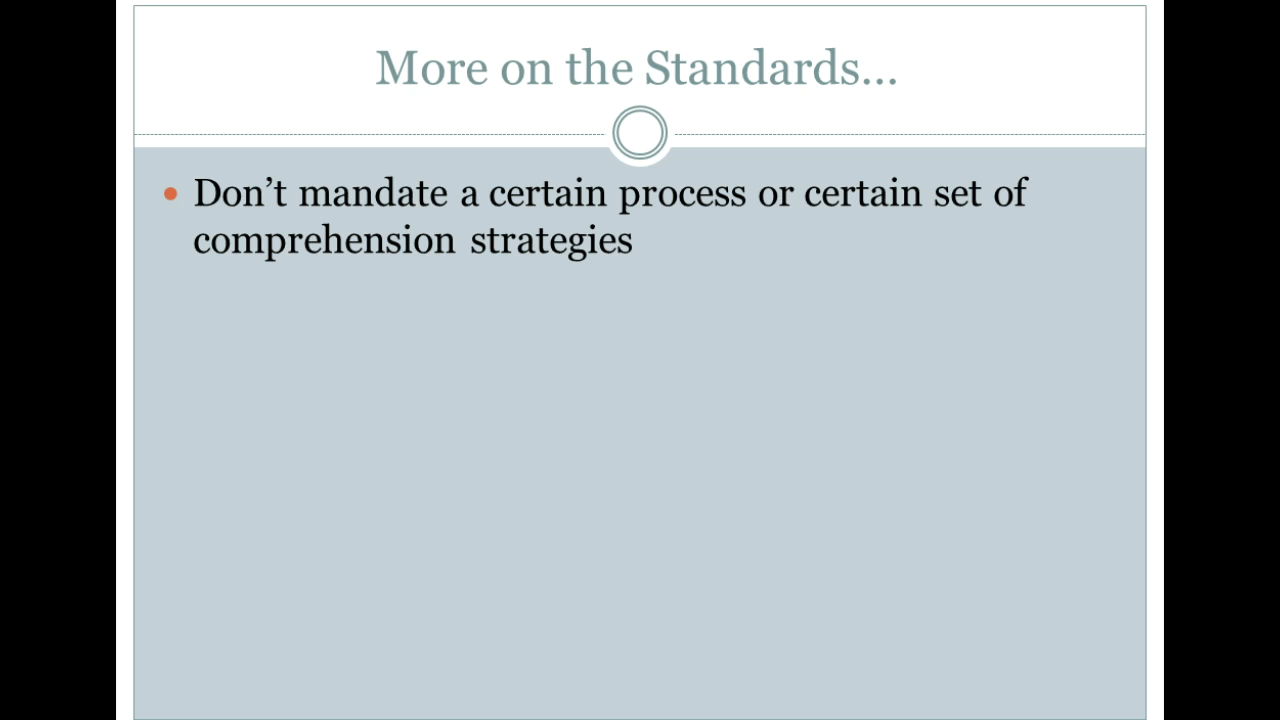 More on the Standards…
Don’t mandate a certain process or certain set of
comprehension strategies